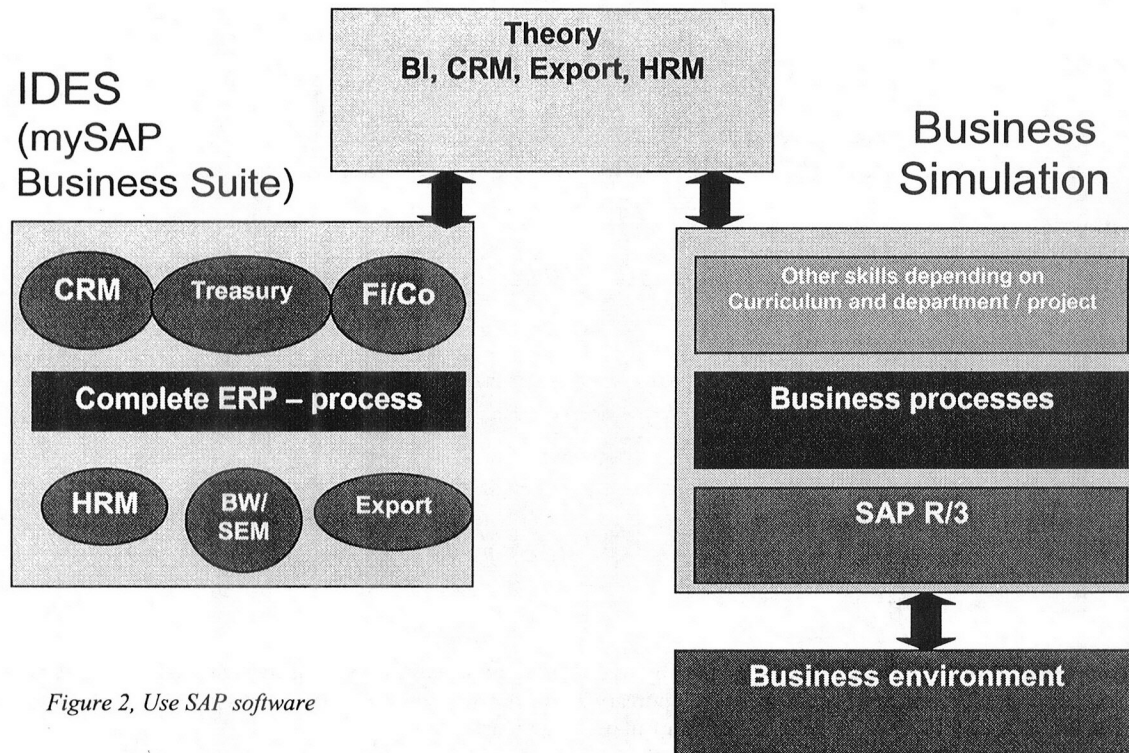 Theory
BI, CRM, Export, HRM
IDES
(mySAP
Business Suite)
CRM
Treasury
Fi/Co
Complete ERP – process
HRM
BW/
SEM
Export
Business
Simulation
Other skills depending on
Curriculum and department / project
Business processes
SAP R/3
Business environment
Figure 2, Use SAP software